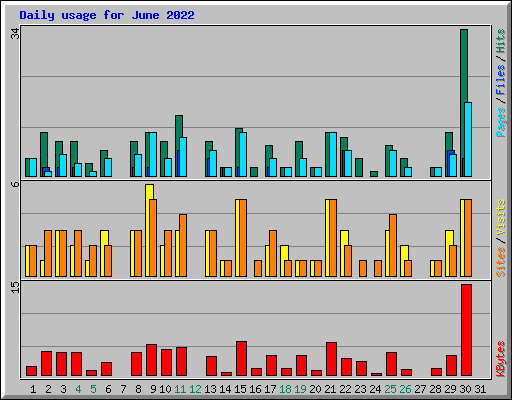 Daily usage for June 2022
34
Pages / Files / Hits
6
Sites / Visits
15
KBytes
1 2 3 4 5 6 7 8 9 10 11 12 13 14 15 16 17 18 19 20 21 22 23 24 25 26 27 28 29 30 31